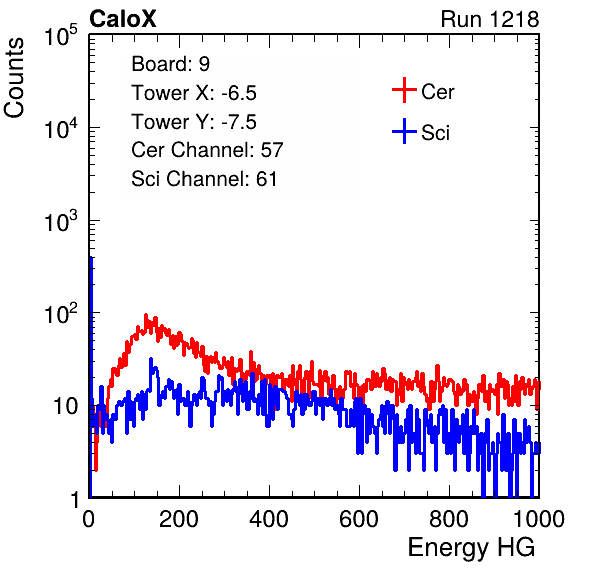 CaloX Run 1218
Counts
Board: 9
Tower X: -6.5
Tower Y: -7.5
Cer Channel: 57
Sci Channel: 61
Cer
Sci
10^5
10^4
10^3
10^2
10
1
0 200 400 600 800 1000
Energy HG